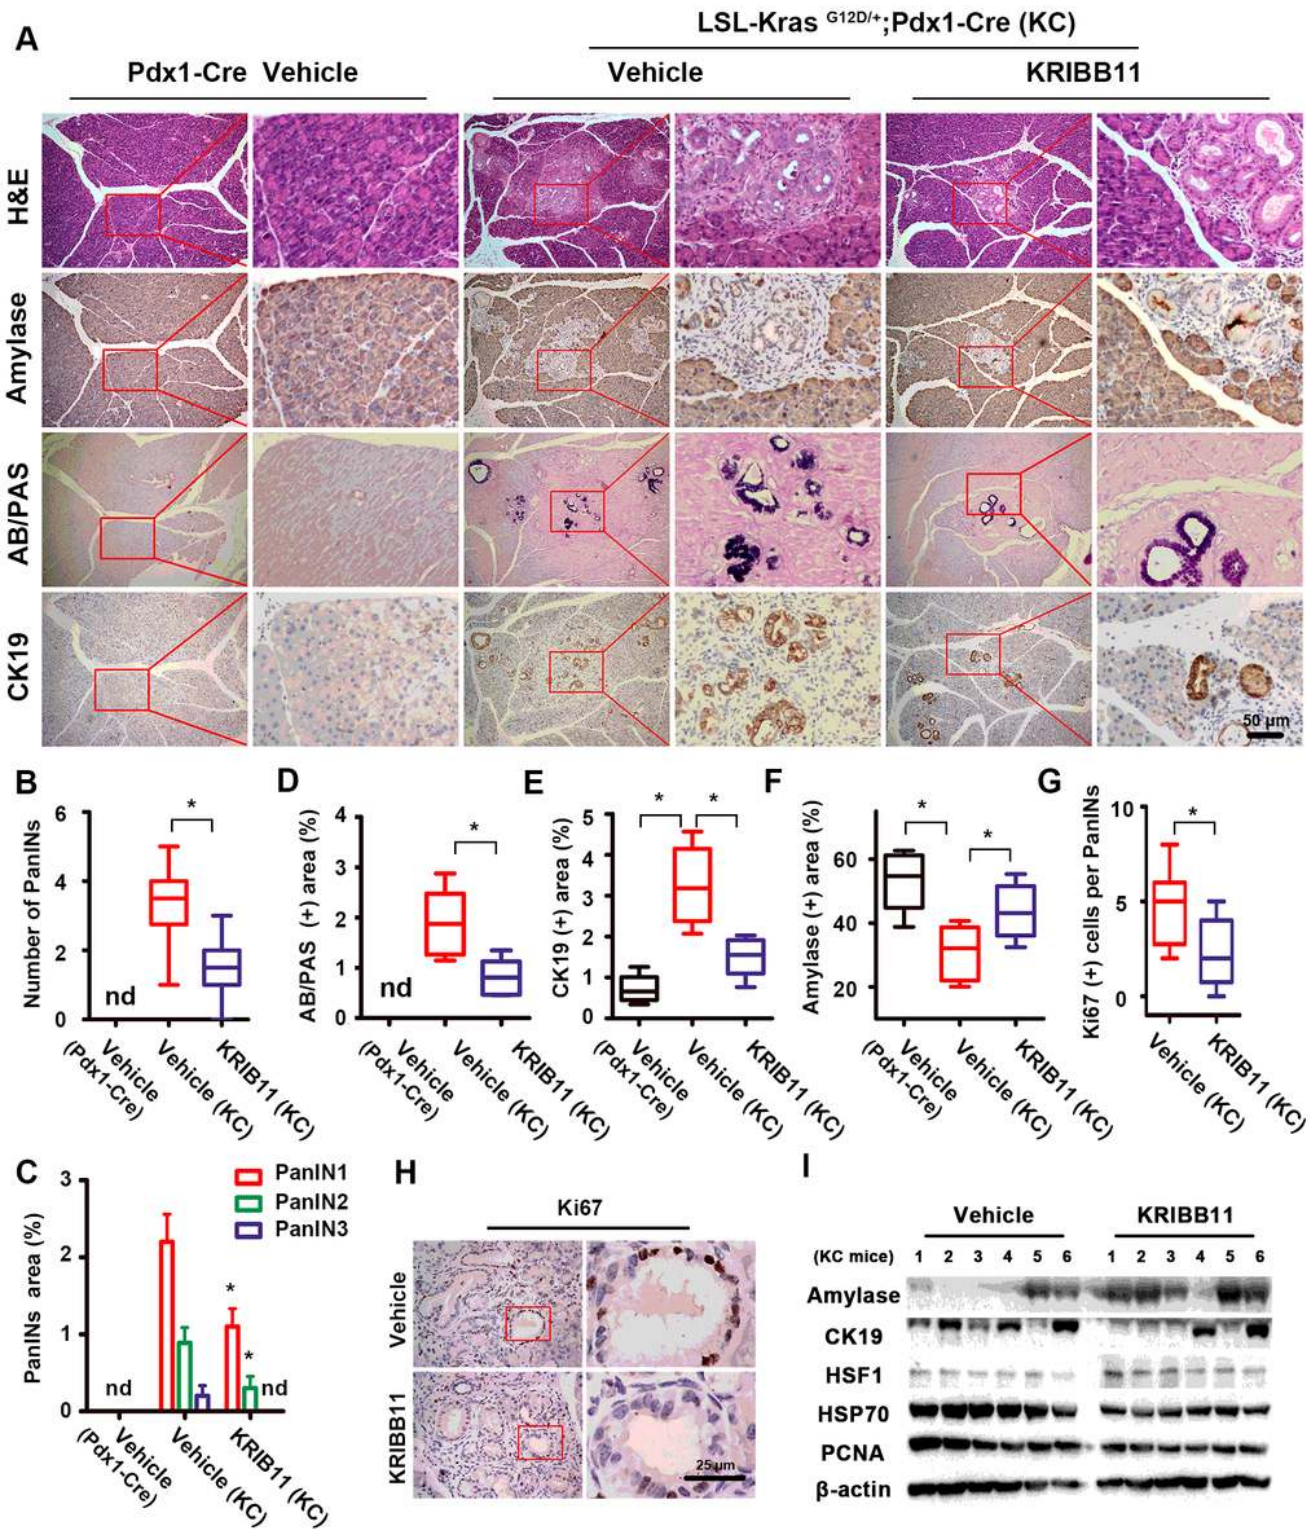 A
LSL-Kras G12D/+;Pdx1-Cre (KC)
Pdx1-Cre Vehicle
Vehicle
KRIBB11
H&E
Amylase
AB/PAS
CK19
50 µm
B
Number of PanINs
6
4
2
0
nd
*
Vehicle
(Pdx1-Cre)
Vehicle (KC)
KRIB11 (KC)
D
AB/PAS (+) area (%)
4
3
2
1
0
nd
*
Vehicle
(Pdx1-Cre)
Vehicle (KC)
KRIB11 (KC)
E
CK19 (+) area (%)
5
4
3
2
1
0
*
*
Vehicle
(Pdx1-Cre)
Vehicle (KC)
KRIB11 (KC)
F
Amylase (+) area (%)
60
40
20
*
*
Vehicle
(Pdx1-Cre)
Vehicle (KC)
KRIB11 (KC)
G
Ki67 (+) cells per PanINs
10
5
0
*
Vehicle (KC)
KRIB11 (KC)
C
PanINs area (%)
3
2
1
0
PanIN1
PanIN2
PanIN3
nd
*
*
nd
Vehicle
(Pdx1-Cre)
Vehicle (KC)
KRIB11 (KC)
H
Ki67
Vehicle
KRIBB11
25 µm
I
Vehicle
KRIBB11
(KC mice) 1 2 3 4 5 6 1 2 3 4 5 6
Amylase
CK19
HSF1
HSP70
PCNA
β-actin